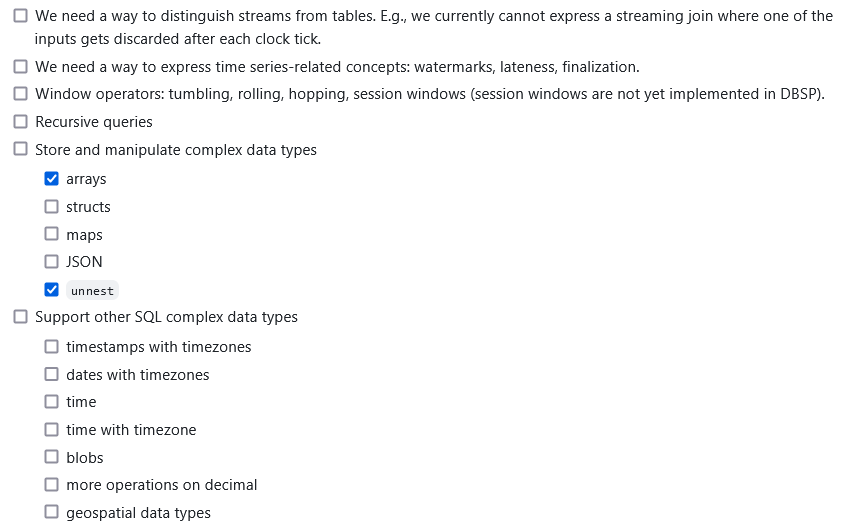 We need a way to distinguish streams from tables. E.g., we currently cannot express a streaming join where one of the
inputs gets discarded after each clock tick.
We need a way to express time series-related concepts: watermarks, lateness, finalization.
Window operators: tumbling, rolling, hopping, session windows (session windows are not yet implemented in DBSP).
Recursive queries
Store and manipulate complex data types
arrays
structs
maps
JSON
unnest
Support other SQL complex data types
timestamps with timezones
dates with timezones
time
time with timezone
blobs
more operations on decimal
geospatial data types